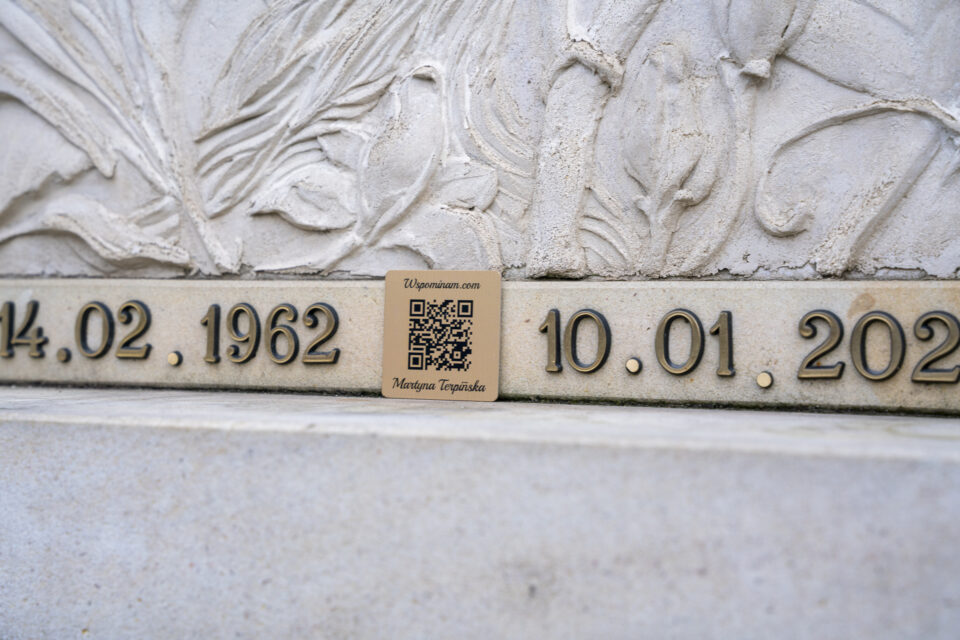 14.02.1962
Wspominam.com
Martyna Terpińska
10.01.202